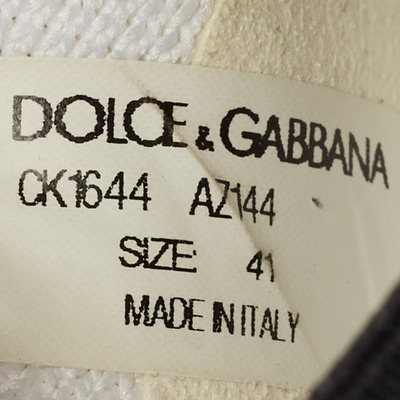 DOLCE & GABBANA
CK1644 AZ144
SIZE: 41
MADE IN ITALY